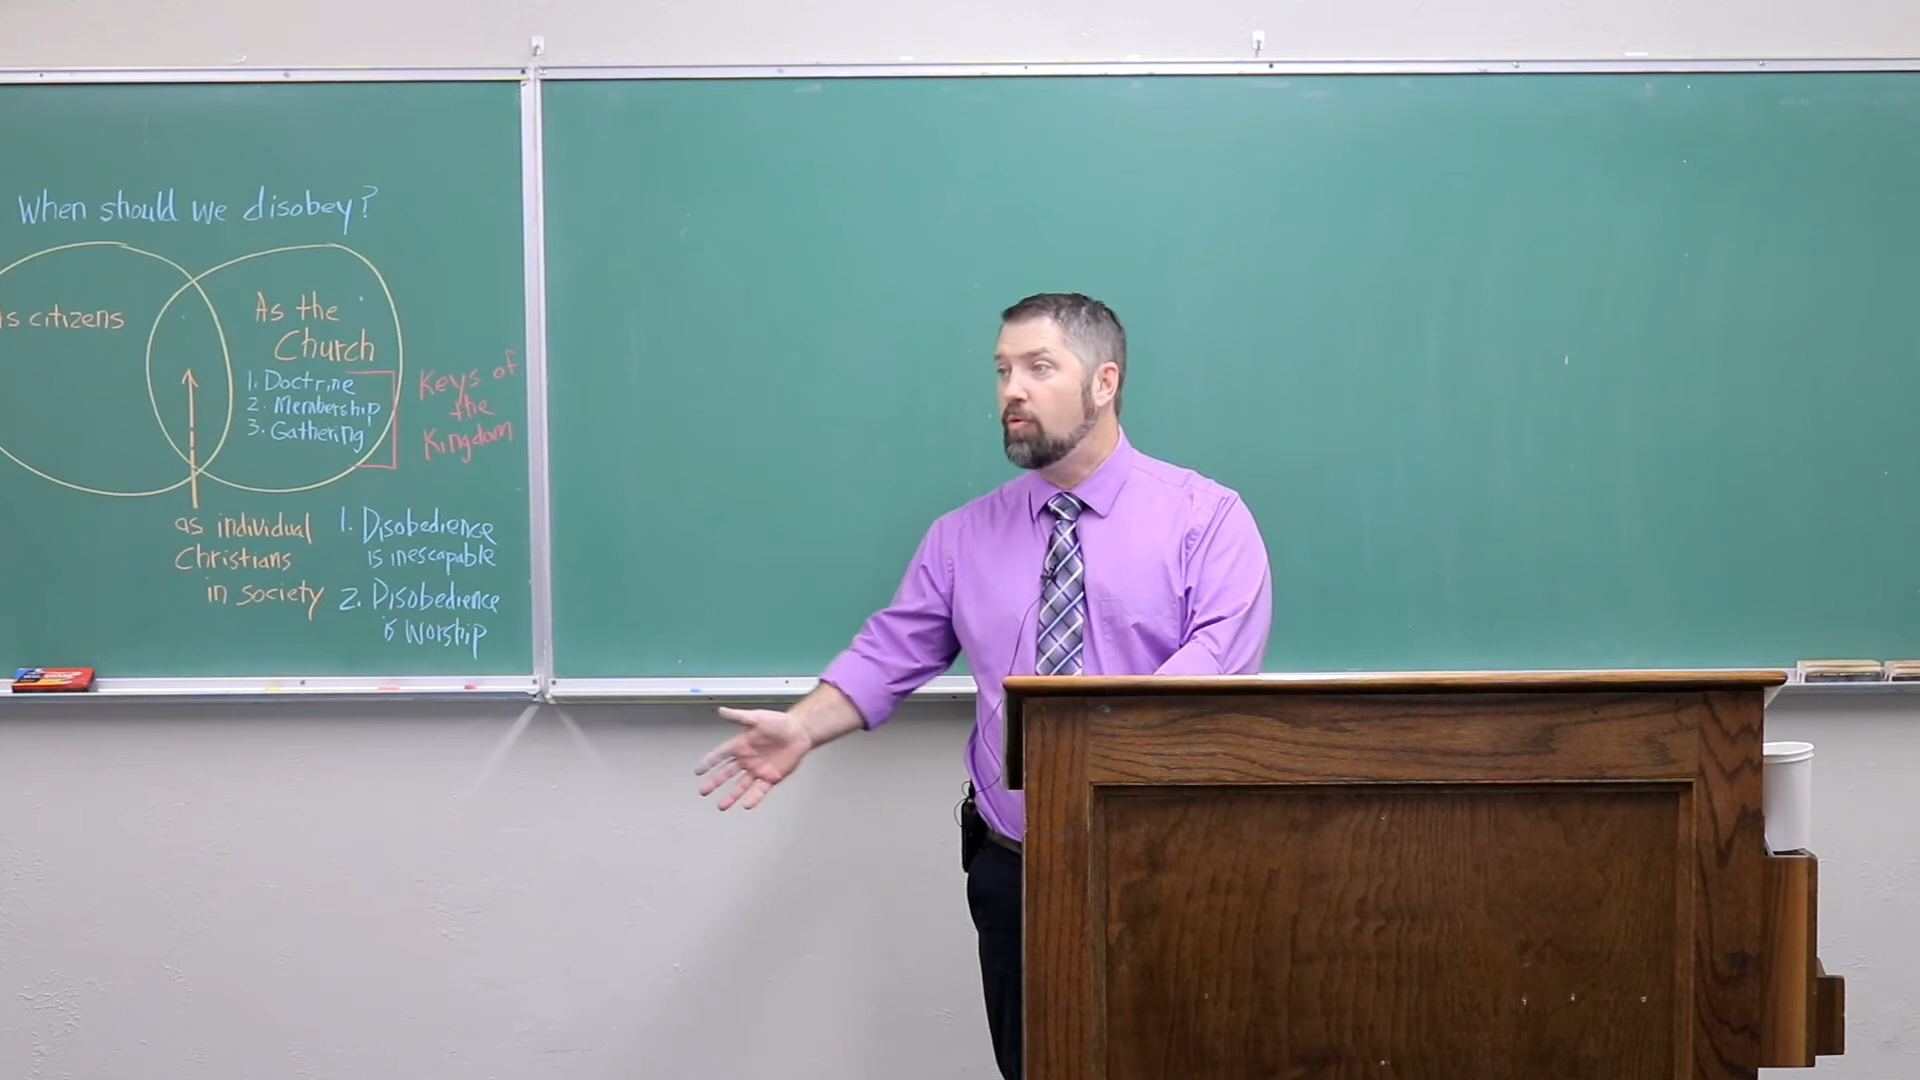 When should we disobey?
s citizens
As the
Church
1. Doctrine
2. Membership
3. Gathering
Keys of
the
Kingdom
as individual
Christians
in society
1. Disobedience
is inescapable
2. Disobedience
is worship